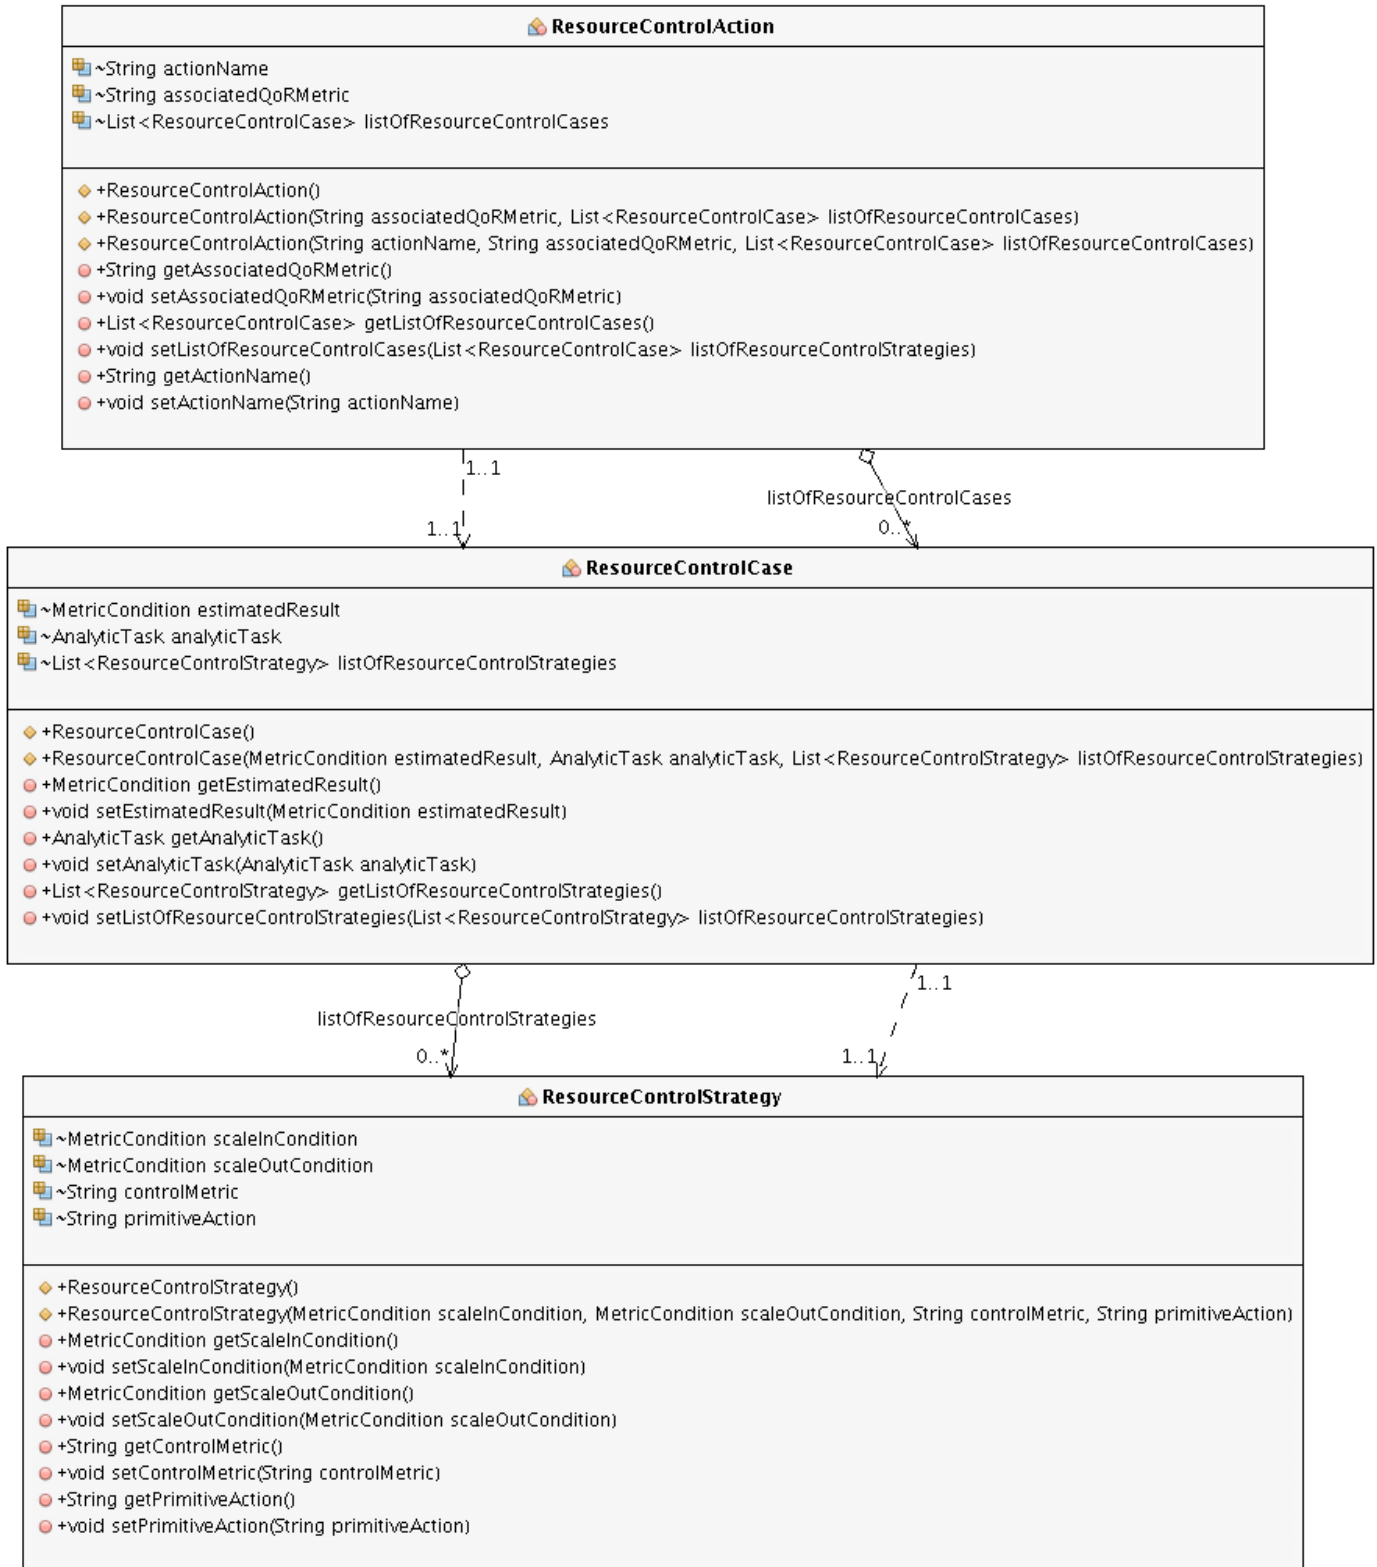 ResourceControlAction
~String actionName
~String associatedQoRMetric
~List<ResourceControlCase> listOfResourceControlCases
+ResourceControlAction()
+ResourceControlAction(String associatedQoRMetric, List<ResourceControlCase> listOfResourceControlCases)
+ResourceControlAction(String actionName, String associatedQoRMetric, List<ResourceControlCase> listOfResourceControlCases)
+String getAssociatedQoRMetric()
+void setAssociatedQoRMetric(String associatedQoRMetric)
+List<ResourceControlCase> getListOfResourceControlCases()
+void setListOfResourceControlCases(List<ResourceControlCase> listOfResourceControlStrategies)
+String getActionName()
+void setActionName(String actionName)
1..1
listOfResourceControlCases
1..1 0..*
ResourceControlCase
~MetricCondition estimatedResult
~AnalyticTask analyticTask
~List<ResourceControlStrategy> listOfResourceControlStrategies
+ResourceControlCase()
+ResourceControlCase(MetricCondition estimatedResult, AnalyticTask analyticTask, List<ResourceControlStrategy> listOfResourceControlStrategies)
+MetricCondition getEstimatedResult()
+void setEstimatedResult(MetricCondition estimatedResult)
+AnalyticTask getAnalyticTask()
+void setAnalyticTask(AnalyticTask analyticTask)
+List<ResourceControlStrategy> getListOfResourceControlStrategies()
+void setListOfResourceControlStrategies(List<ResourceControlStrategy> listOfResourceControlStrategies)
1..1
listOfResourceControlStrategies
0..* 1..1
ResourceControlStrategy
~MetricCondition scaleInCondition
~MetricCondition scaleOutCondition
~String controlMetric
~String primitiveAction
+ResourceControlStrategy()
+ResourceControlStrategy(MetricCondition scaleInCondition, MetricCondition scaleOutCondition, String controlMetric, String primitiveAction)
+MetricCondition getScaleInCondition()
+void setScaleInCondition(MetricCondition scaleInCondition)
+MetricCondition getScaleOutCondition()
+void setScaleOutCondition(MetricCondition scaleOutCondition)
+String getControlMetric()
+void setControlMetric(String controlMetric)
+String getPrimitiveAction()
+void setPrimitiveAction(String primitiveAction)